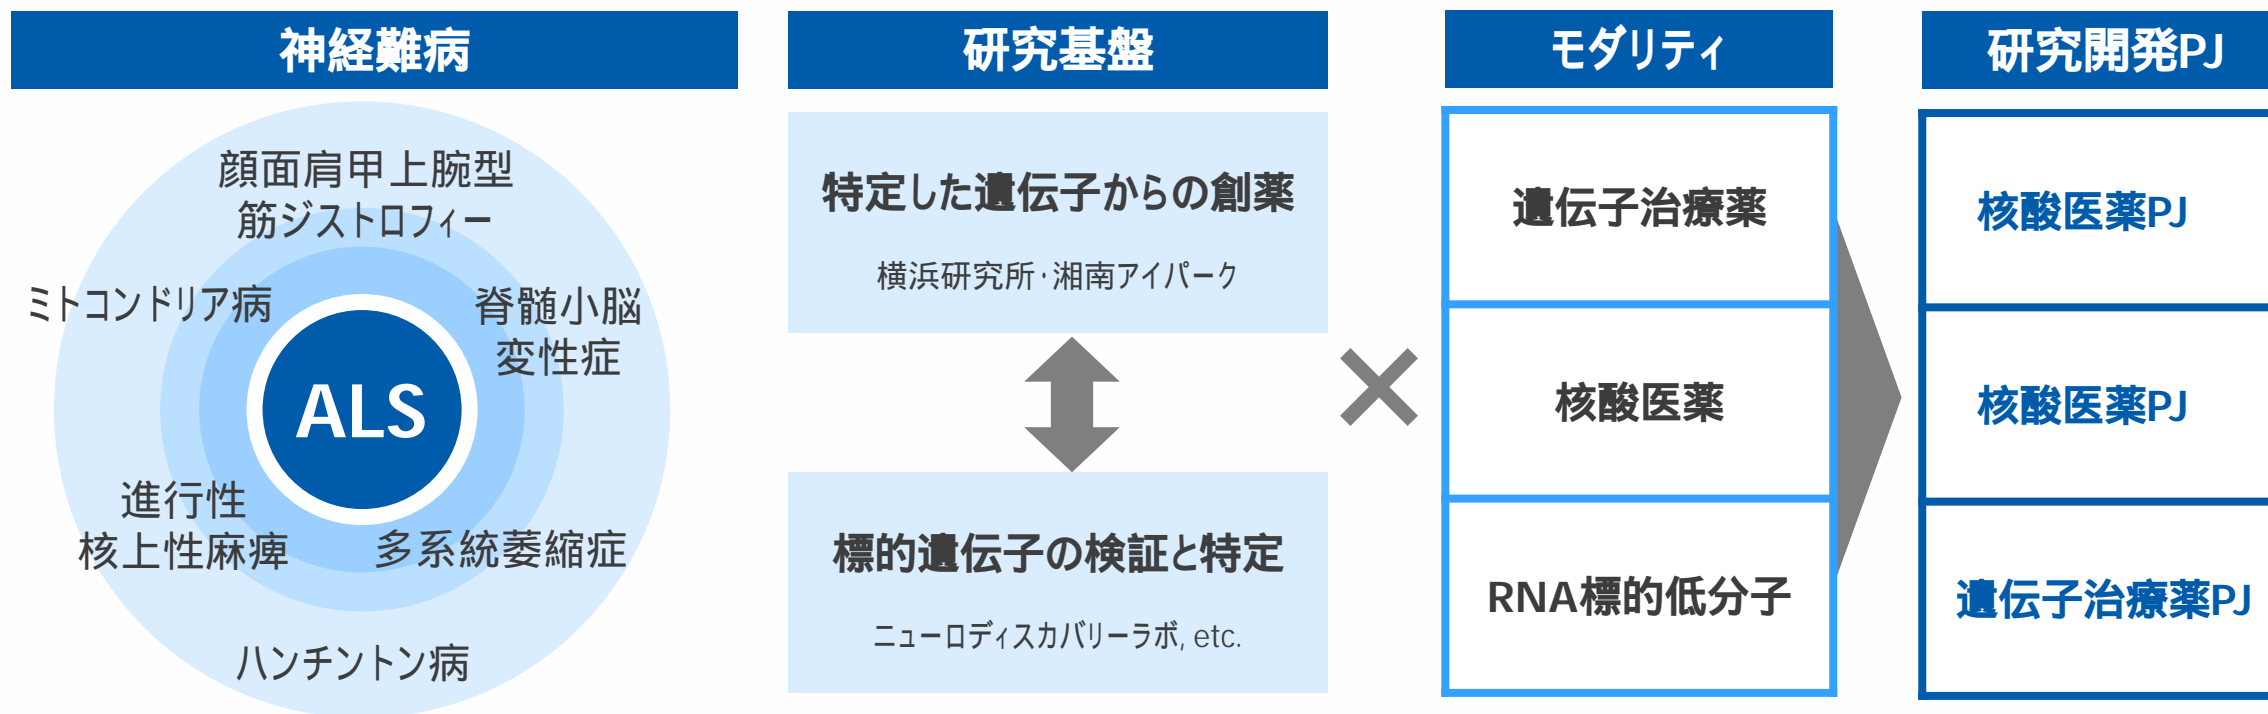 神経難病
顔面肩甲上腕型
筋ジストロフィー
ミトコンドリア病
脊髄小脳
変性症
ALS
進行性
核上性麻痺
多系統萎縮症
ハンチントン病
研究基盤
特定した遺伝子からの創薬
横浜研究所・湘南アイパーク
標的遺伝子の検証と特定
ニューロディスカバリーラボ, etc.
モダリティ
遺伝子治療薬
核酸医薬
RNA標的低分子
研究開発PJ
核酸医薬PJ
核酸医薬PJ
遺伝子治療薬PJ